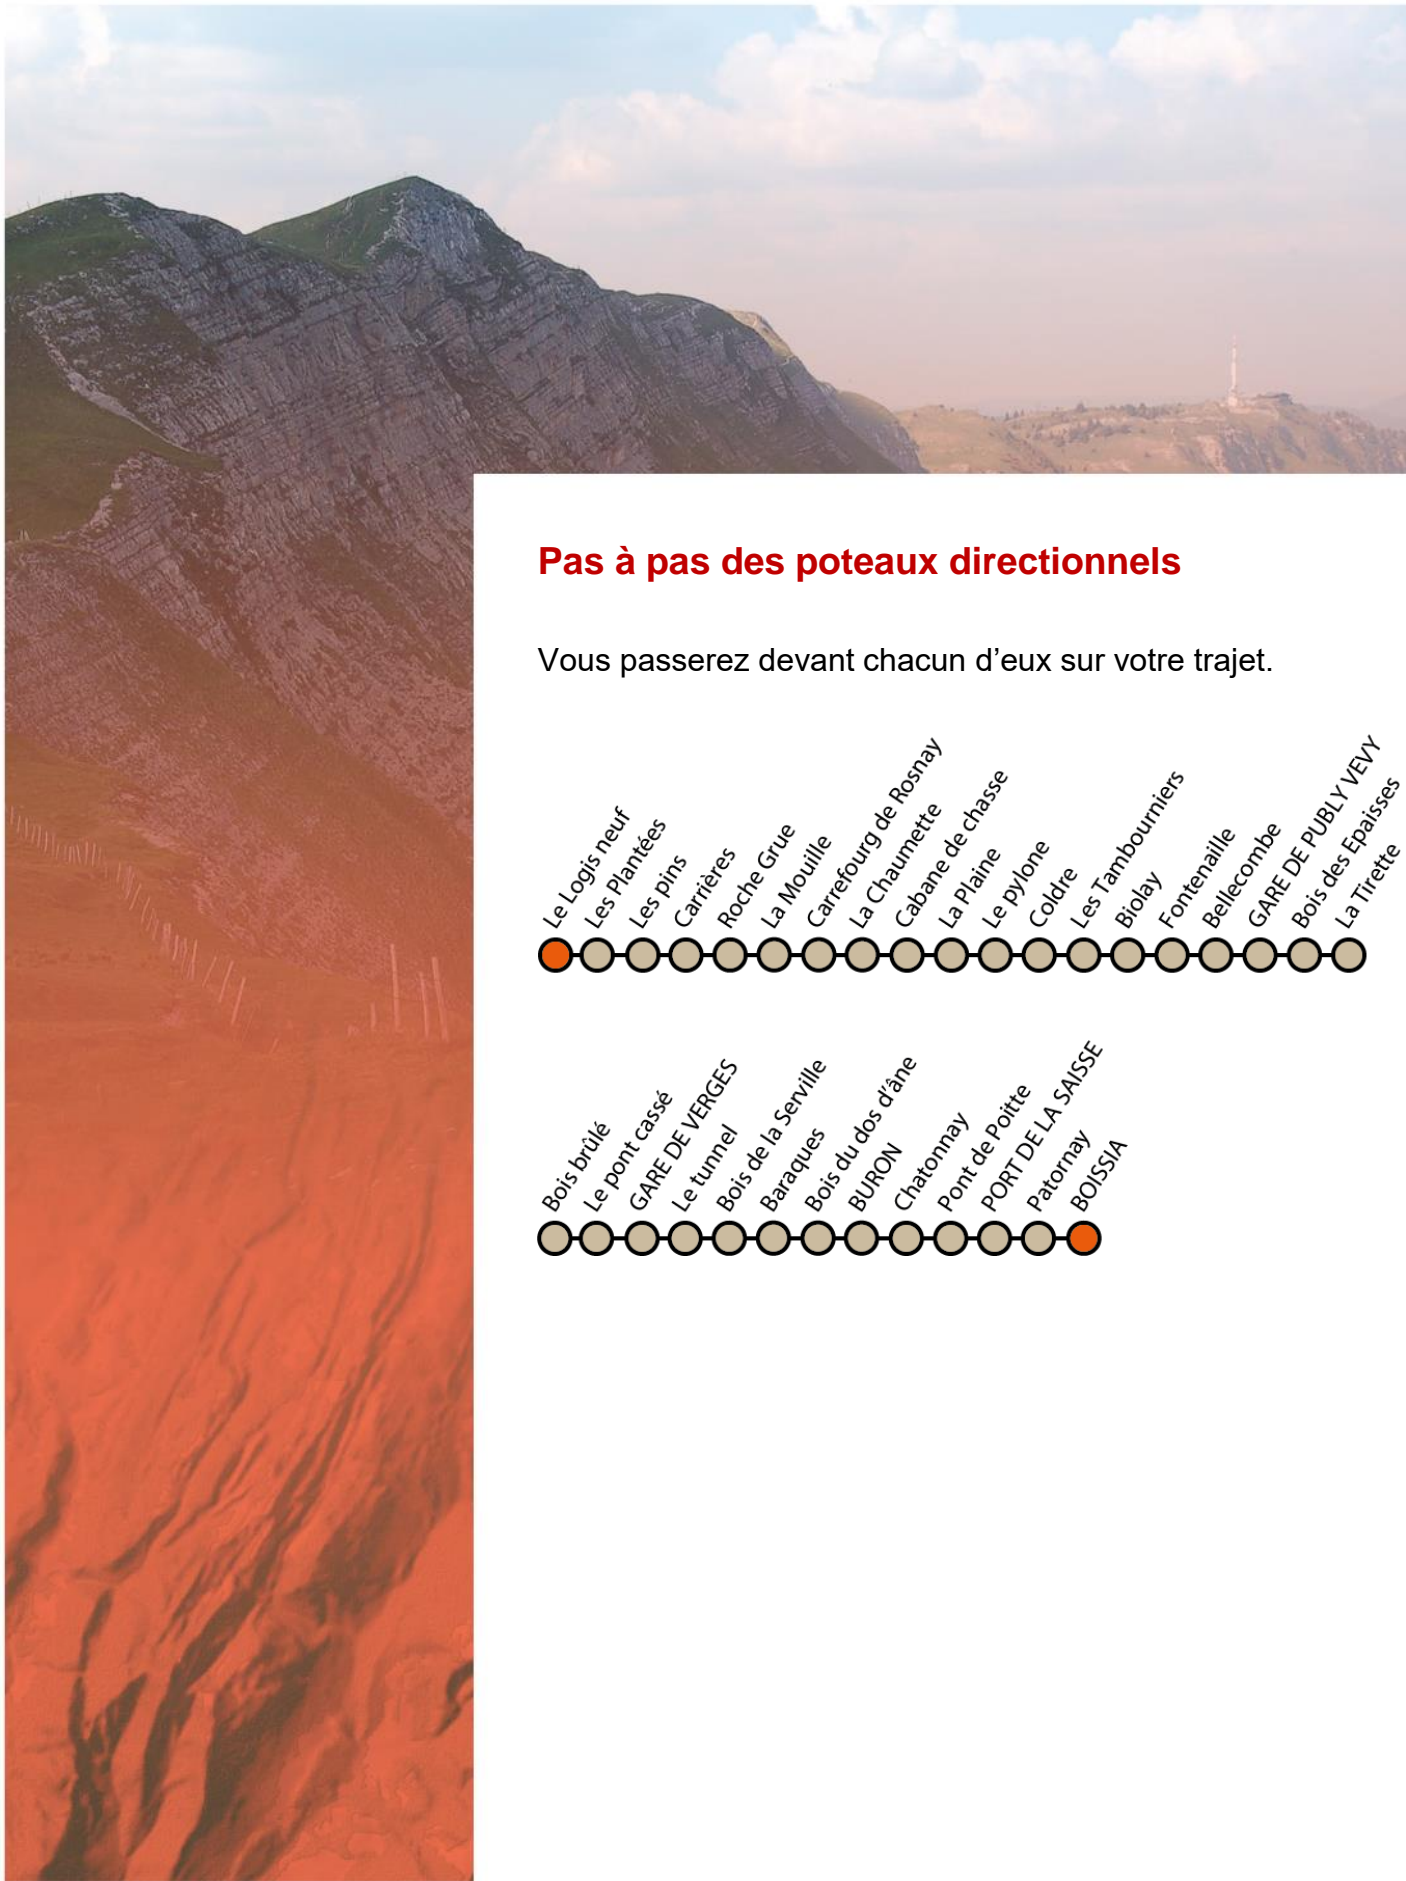 Pas à pas des poteaux directionnels
Vous passerez devant chacun d'eux sur votre trajet.
Le Logis neuf
Les Plantées
Les pins
Carrières
Roche Grue
La Mouille
Carrefourg de Rosnay
La Chaumette
Cabane de chasse
La Plaine
Le pylone
Coldre
Les Tambourniers
Biolay
Fontenaille
Bellecombe
GARE DE PUBLY VEVY
Bois des Epaisses
La Tirette
Bois brûlé
Le pont cassé
GARE DE VERGES
Le tunnel
Bois de la Serville
Baraques
Bois du dos d'âne
BURON
Chatonnay
Pont de Poitte
PORT DE LA SAISSE
Patornay
BOISSIA